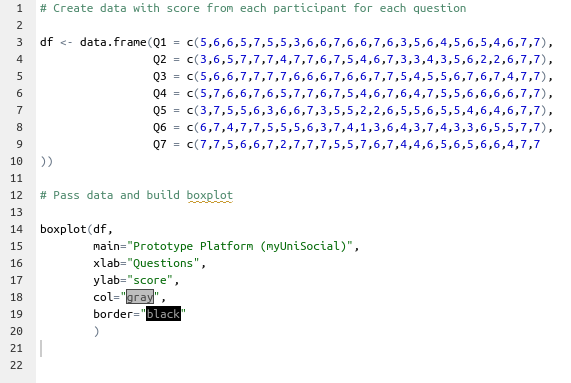 1 # Create data with score from each participant for each question
2
3 df <- data.frame(Q1 = c(5,6,6,5,7,5,5,3,6,6,7,6,6,7,6,3,5,6,4,5,6,5,4,6,7,7),
4 Q2 = c(3,6,5,7,7,7,4,7,7,6,7,5,4,6,7,3,3,4,3,5,6,2,2,6,7,7),
5 Q3 = c(5,6,6,7,7,7,7,6,6,7,6,6,6,7,7,5,4,5,5,6,7,6,7,4,7,7),
6 Q4 = c(5,7,6,6,7,6,5,7,7,6,7,5,4,6,7,6,4,7,5,5,6,6,6,6,7,7),
7 Q5 = c(3,7,5,5,6,3,6,6,7,3,5,5,2,2,6,5,5,6,5,5,4,6,4,6,7,7),
8 Q6 = c(6,7,4,7,7,5,5,5,6,3,7,4,1,3,6,4,3,7,4,3,3,6,5,5,7,7),
9 Q7 = c(7,7,5,6,6,7,2,7,7,7,5,5,7,6,7,4,4,6,5,6,5,6,6,4,7,7
10 ))
11
12 # Pass data and build boxplot
13
14 boxplot(df,
15 main="Prototype Platform (myUniSocial)",
16 xlab="Questions",
17 ylab="score",
18 col="gray",
19 border="black"
20 )
21
22